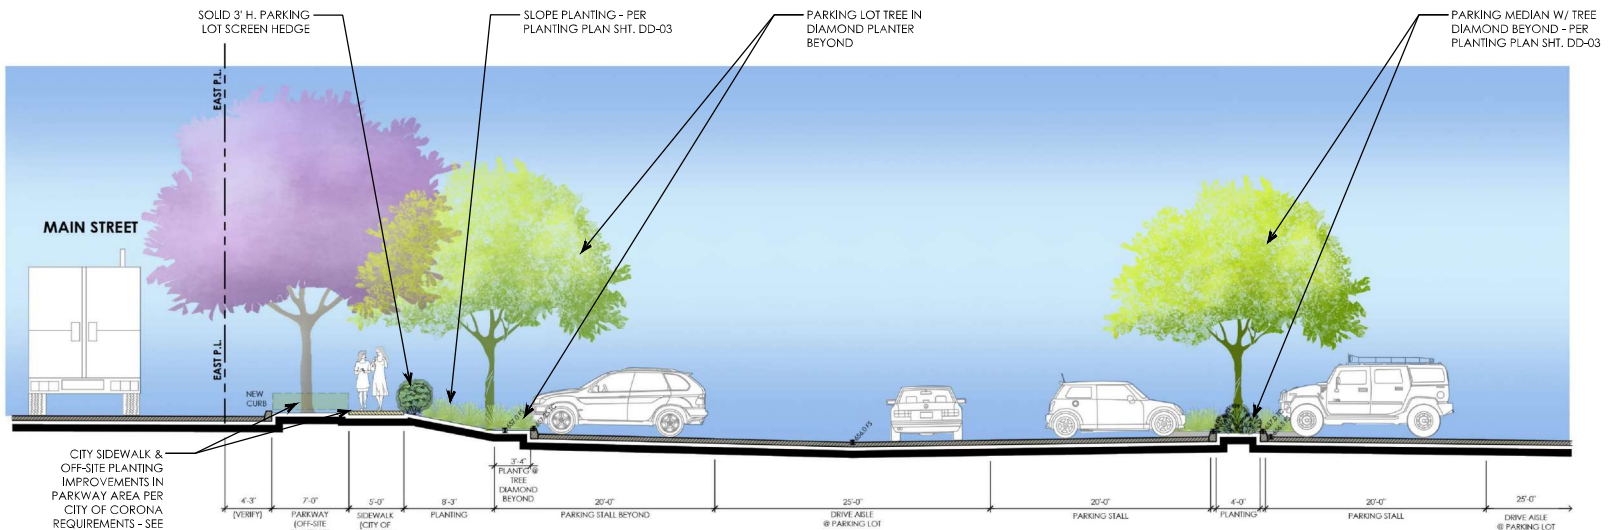 SOLID 3' H. PARKING
LOT SCREEN HEDGE
SLOPE PLANTING - PER
PLANTING PLAN SHT. DD-03
PARKING LOT TREE IN
DIAMOND PLANTER
BEYOND
PARKING MEDIAN W/ TREE
DIAMOND BEYOND - PER
PLANTING PLAN SHT. DD-03
EAST P.L.
MAIN STREET
EAST P.L.
NEW
CURB
CITY SIDEWALK &
OFF-SITE PLANTING
IMPROVEMENTS IN
PARKWAY AREA PER
CITY OF CORONA
REQUIREMENTS - SEE
3'-4"
PLANT'G @
TREE
DIAMOND
BEYOND
4'-3"
(VERIFY)
7'-0"
PARKWAY
(OFF-SITE
5'-0"
SIDEWALK
(CITY OF
8'-3"
PLANTING
20'-0"
PARKING STALL BEYOND
25'-0"
DRIVE AISLE
@ PARKING LOT
20'-0"
PARKING STALL
4'-0"
PLANTING
20'-0"
PARKING STALL
25'-0"
DRIVE AISLE
@ PARKING LOT